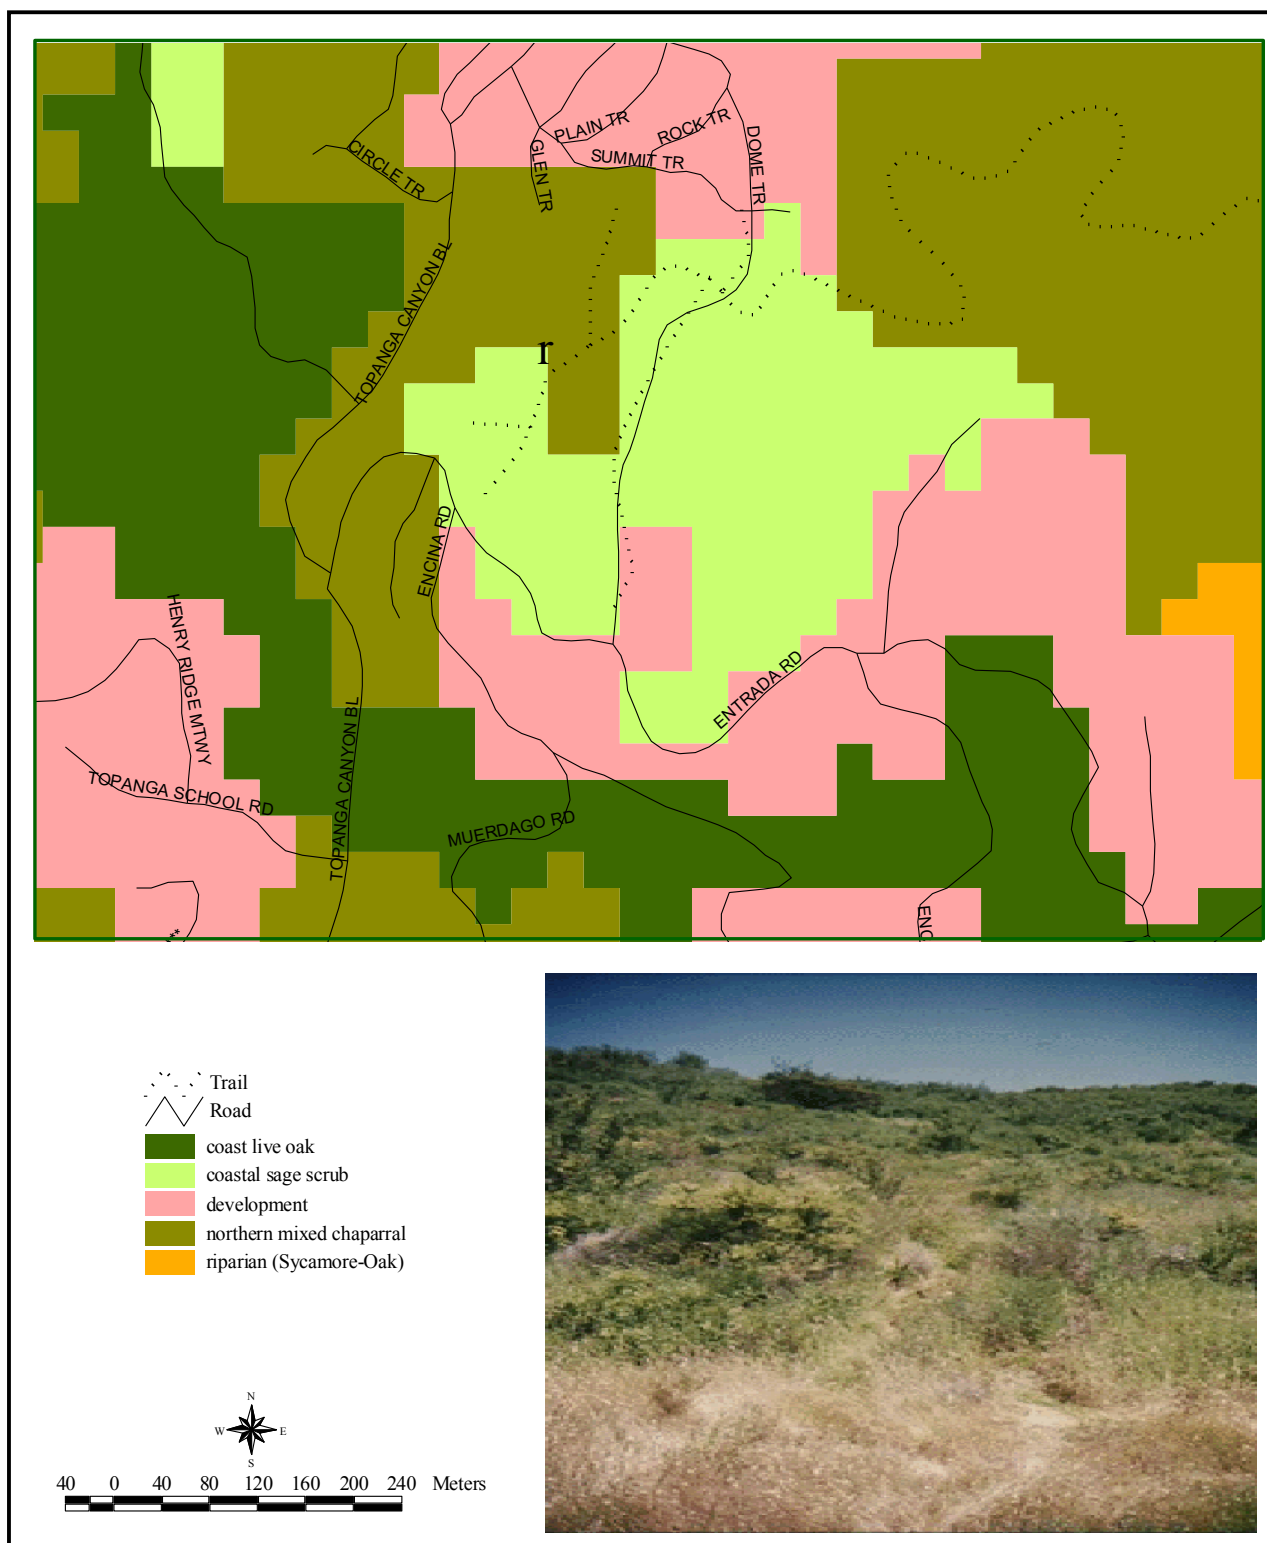 PLAIN TR
ROCK TR
SUMMIT TR
DOME TR
GLEN TR
CIRCLE TR
TOPANGA CANYON BL
r
ENCINA RD
HENRY RIDGE MTWY
ENTRADA RD
TOPANGA CANYON BL
TOPANGA SCHOOL RD
MUERDAGO RD
ENC
**
Trail
Road
coast live oak
coastal sage scrub
development
northern mixed chaparral
riparian (Sycamore-Oak)
N
W E
S
40 0 40 80 120 160 200 240 Meters